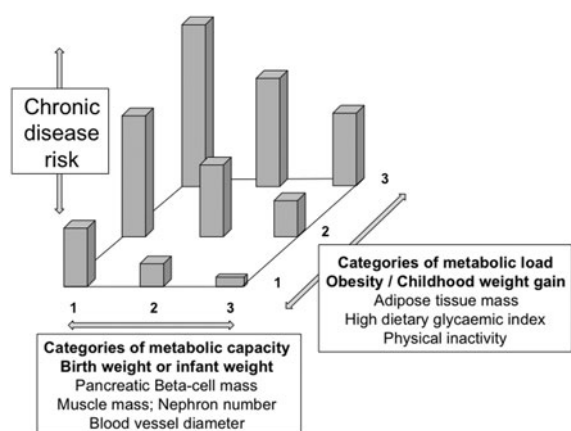 Chronic
disease
risk
3
2
1
1 2 3
Categories of metabolic load
Obesity / Childhood weight gain
Adipose tissue mass
High dietary glycaemic index
Physical inactivity
Categories of metabolic capacity
Birth weight or infant weight
Pancreatic Beta-cell mass
Muscle mass; Nephron number
Blood vessel diameter